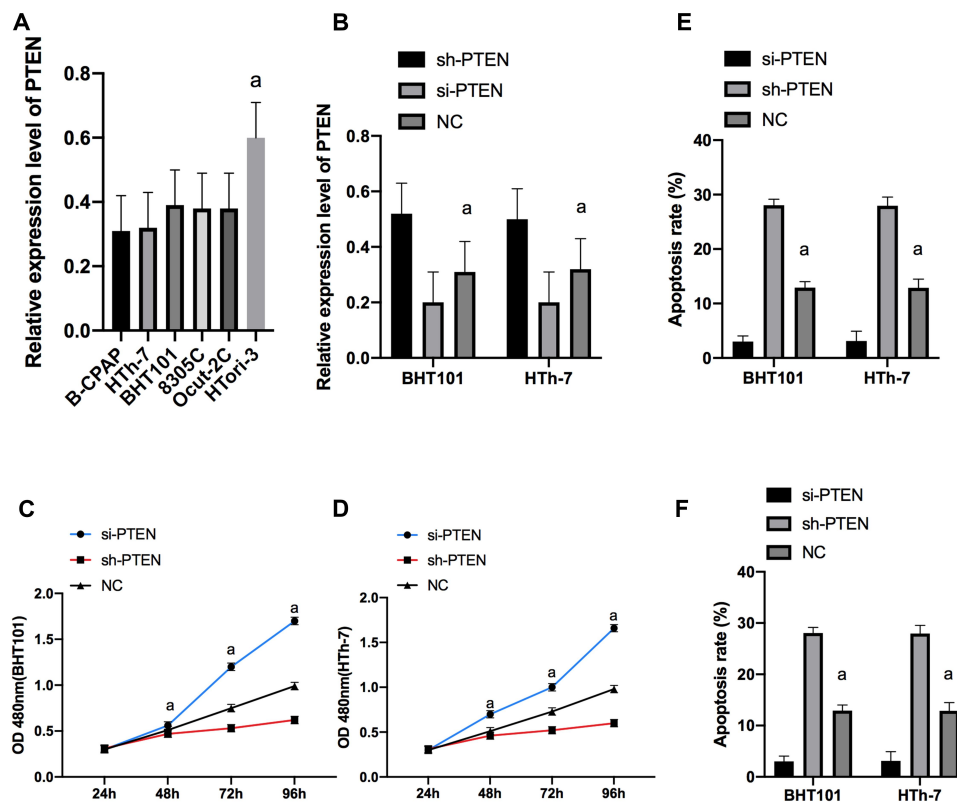 A
Relative expression level of PTEN
0.8
0.6
0.4
0.2
0.0
a
B-CPAP
HTh-7
BHT101
8305C
Ocut-2C
HTori-3
B
sh-PTEN
si-PTEN
NC
Relative expression level of PTEN
0.8
0.6
0.4
0.2
0.0
a
a
BHT101
HTh-7
E
si-PTEN
sh-PTEN
NC
Apoptosis rate (%)
40
30
20
10
0
a
a
BHT101
HTh-7
C
si-PTEN
sh-PTEN
NC
OD 480nm(BHT101)
2.0
1.5
1.0
0.5
0.0
a
a
a
24h
48h
72h
96h
D
si-PTEN
sh-PTEN
NC
OD 480nm(HTh-7)
2.0
1.5
1.0
0.5
0.0
a
a
a
24h
48h
72h
96h
F
si-PTEN
sh-PTEN
NC
Apoptosis rate (%)
40
30
20
10
0
a
a
BHT101
HTh-7